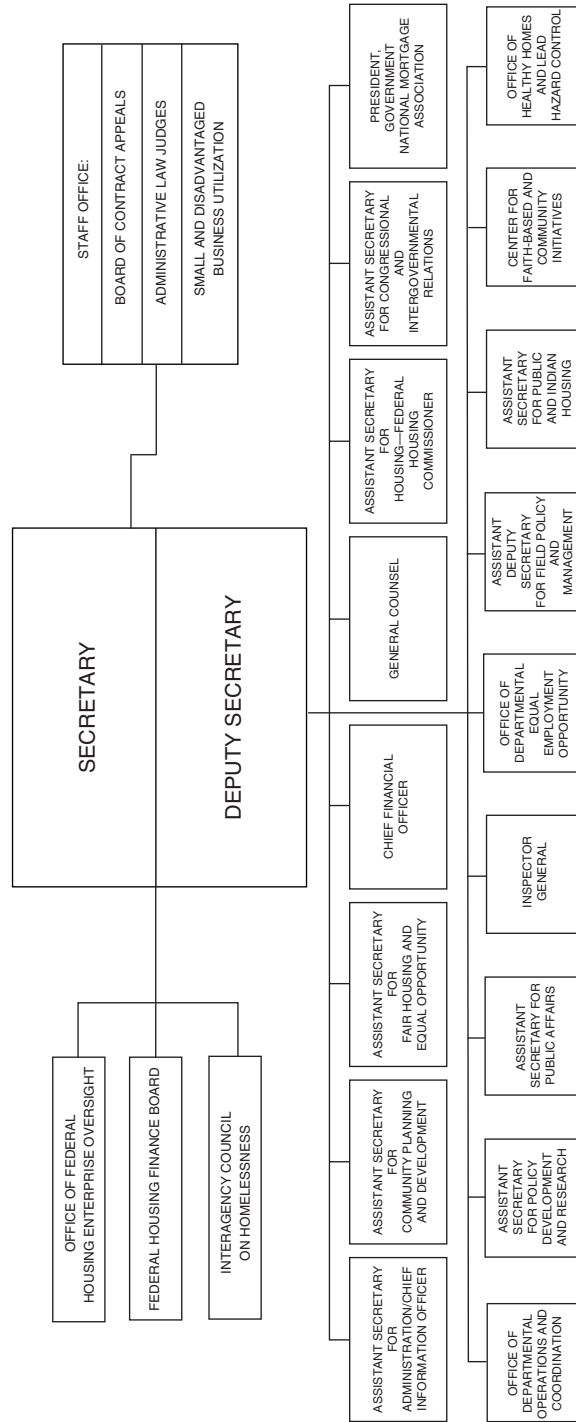 SECRETARY
DEPUTY SECRETARY
OFFICE OF FEDERAL
HOUSING ENTERPRISE OVERSIGHT
FEDERAL HOUSING FINANCE BOARD
INTERAGENCY COUNCIL
ON HOMELESSNESS
STAFF OFFICE:
BOARD OF CONTRACT APPEALS
ADMINISTRATIVE LAW JUDGES
SMALL AND DISADVANTAGED
BUSINESS UTILIZATION
ASSISTANT SECRETARY
FOR
ADMINISTRATION/CHIEF
INFORMATION OFFICER
ASSISTANT SECRETARY
FOR
COMMUNITY PLANNING
AND DEVELOPMENT
ASSISTANT SECRETARY
FOR
FAIR HOUSING AND
EQUAL OPPORTUNITY
CHIEF FINANCIAL
OFFICER
GENERAL COUNSEL
ASSISTANT SECRETARY
FOR
HOUSING—FEDERAL
HOUSING
COMMISSIONER
ASSISTANT SECRETARY
FOR CONGRESSIONAL
AND
INTERGOVERNMENTAL
RELATIONS
PRESIDENT,
GOVERNMENT
NATIONAL MORTGAGE
ASSOCIATION
OFFICE OF
DEPARTMENTAL
OPERATIONS AND
COORDINATION
ASSISTANT
SECRETARY
FOR POLICY
DEVELOPMENT
AND RESEARCH
ASSISTANT
SECRETARY FOR
PUBLIC AFFAIRS
INSPECTOR
GENERAL
OFFICE OF
DEPARTMENTAL
EQUAL
EMPLOYMENT
OPPORTUNITY
ASSISTANT
DEPUTY
SECRETARY
FOR FIELD POLICY
AND
MANAGEMENT
ASSISTANT
SECRETARY
FOR PUBLIC
AND INDIAN
HOUSING
CENTER FOR
FAITH-BASED AND
COMMUNITY
INITIATIVES
OFFICE OF
HEALTHY HOMES
AND LEAD
HAZARD CONTROL